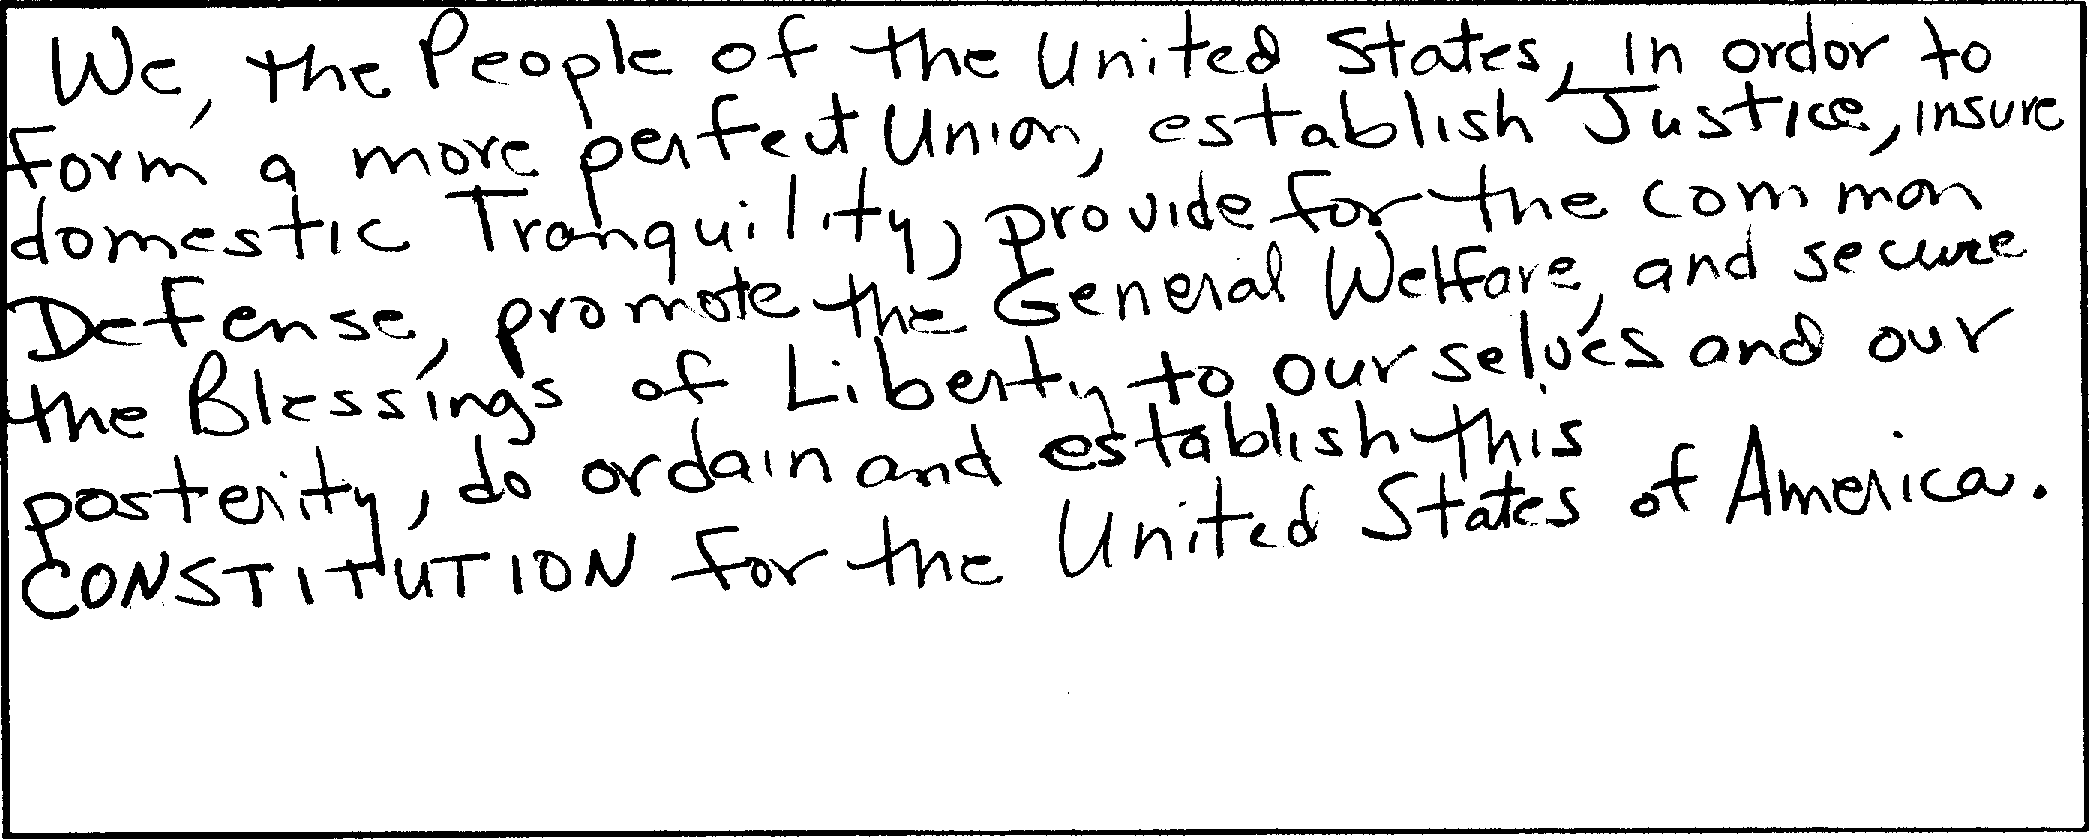 We, the People of the United States, in ordor to
form a more perfect Union, establish Justice, insure
domestic Tranquility, provide for the common
Defense, promote the General Welfare, and secure
the Blessings of Liberty to ourselves and our
posterity, do ordain and establish this
CONSTITUTION for the United States of America.